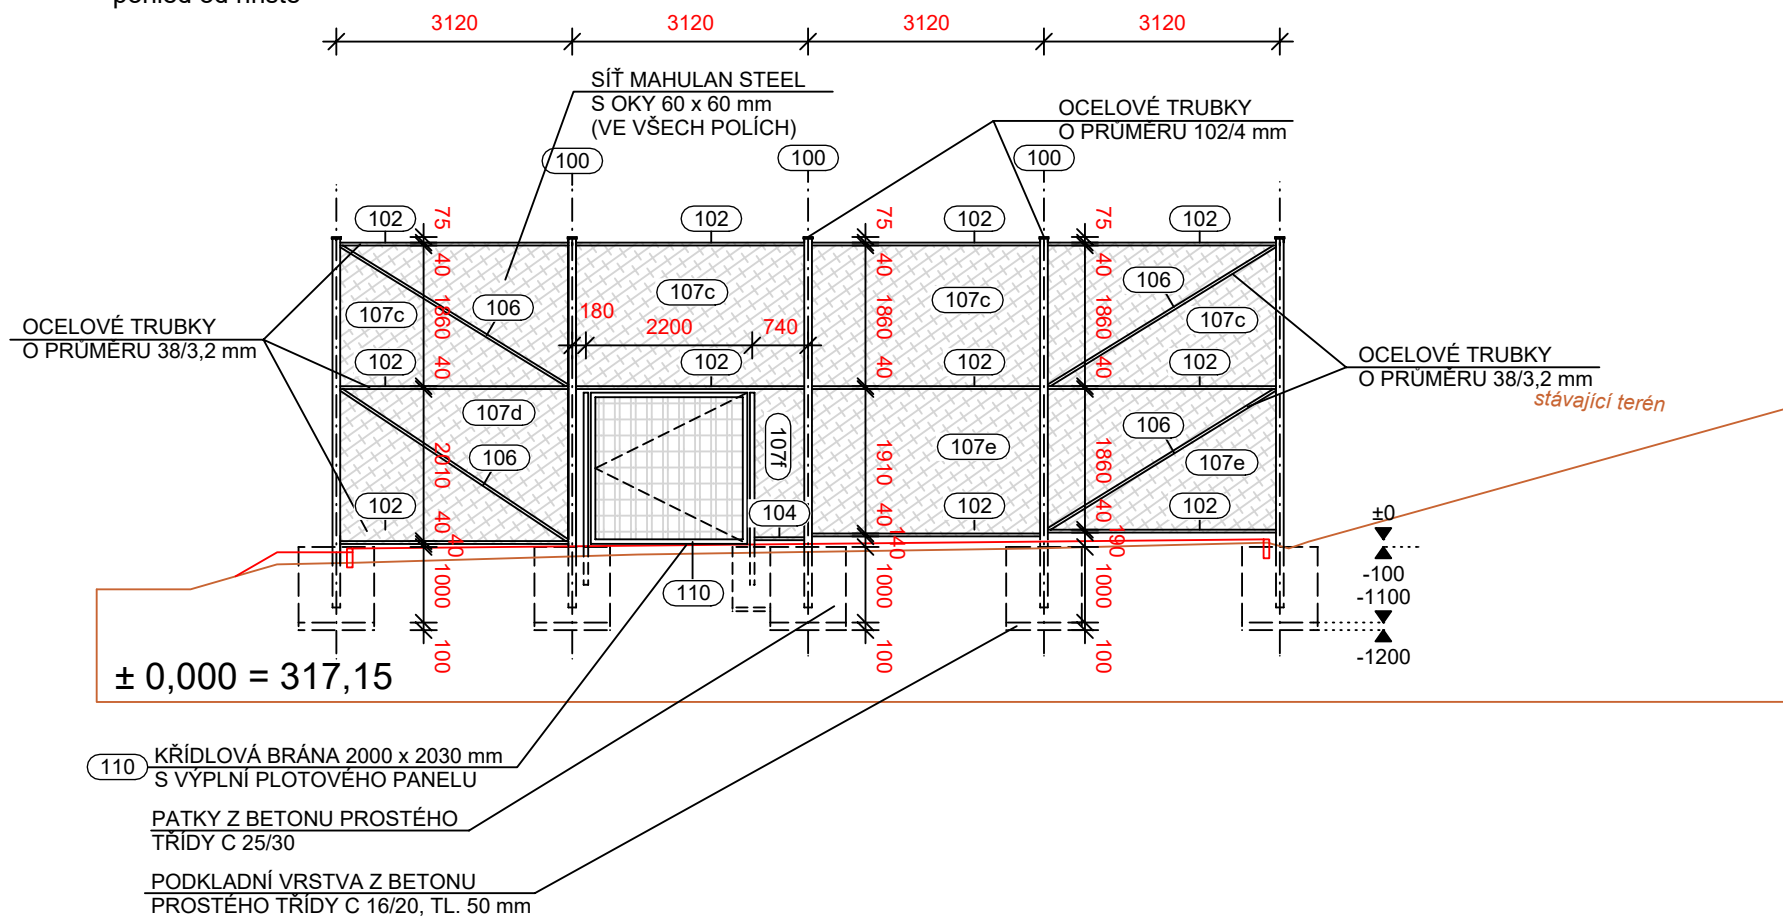 3120
3120
3120
3120
SÍŤ MAHULAN STEEL
S OKY 60 x 60 mm
(VE VŠECH POLÍCH)
OCELOVÉ TRUBKY
O PRŮMĚRU 102/4 mm
100
100
100
102
75
102
75
102
75
102
40
40
40
107c
106
1860
107c
180
2200
740
1860
107c
1860
106
107c
OCELOVÉ TRUBKY
O PRŮMĚRU 38/3,2 mm
102
40
102
40
102
40
102
OCELOVÉ TRUBKY
O PRŮMĚRU 38/3,2 mm
stávající terén
107d
106
2010
107f
1910
107e
1860
106
107e
102
40
40
104
40
140
102
40
190
102
±0
-100
-1100
-1200
1000
110
1000
1000
100
100
100
± 0,000 = 317,15
110
KŘÍDLOVÁ BRÁNA 2000 x 2030 mm
S VÝPLNÍ PLOTOVÉHO PANELU
PATKY Z BETONU PROSTÉHO
TŘÍDY C 25/30
PODKLADNÍ VRSTVA Z BETONU
PROSTÉHO TŘÍDY C 16/20, TL. 50 mm